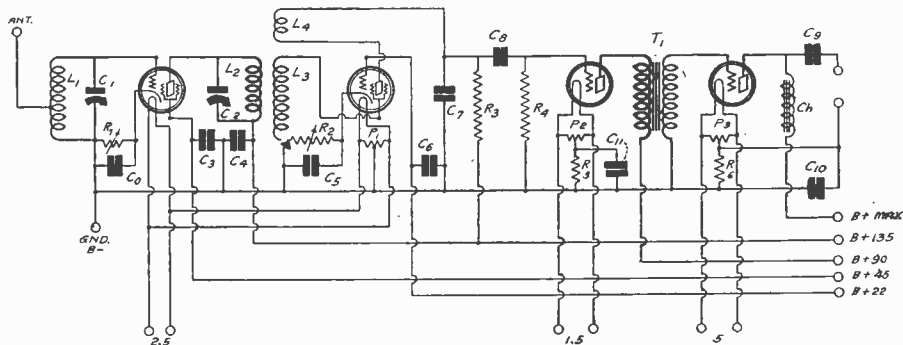 ANT.
L1
C1
R1
C0
GND.
B-
2.5
L2
C2
C3
C4
L4
L3
R2
C5
P1
C6
C7
C8
R3
R4
P2
R5
C11
1.5
T1
P3
R6
5
Ch
C9
C10
B+ MAX
B+135
B+90
B+45
B+22